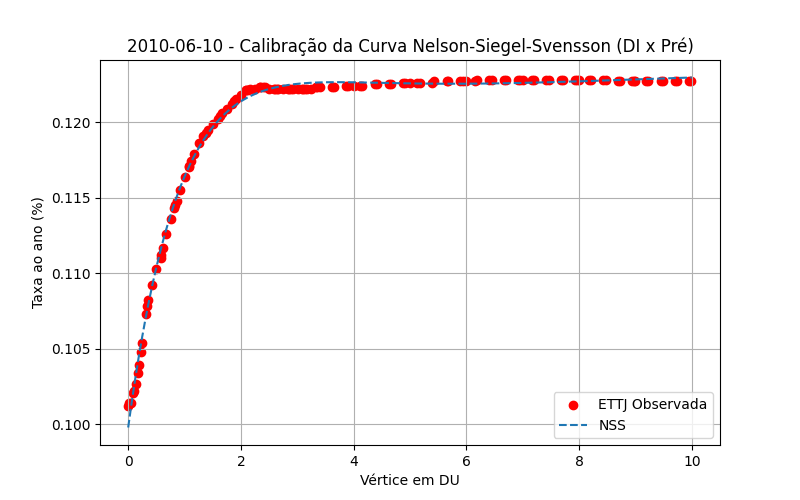 2010-06-10 - Calibração da Curva Nelson-Siegel-Svensson (DI x Pré)
Taxa ao ano (%)
0.120
0.115
0.110
0.105
0.100
0
2
4
6
8
10
Vértice em DU
ETTJ Observada
NSS